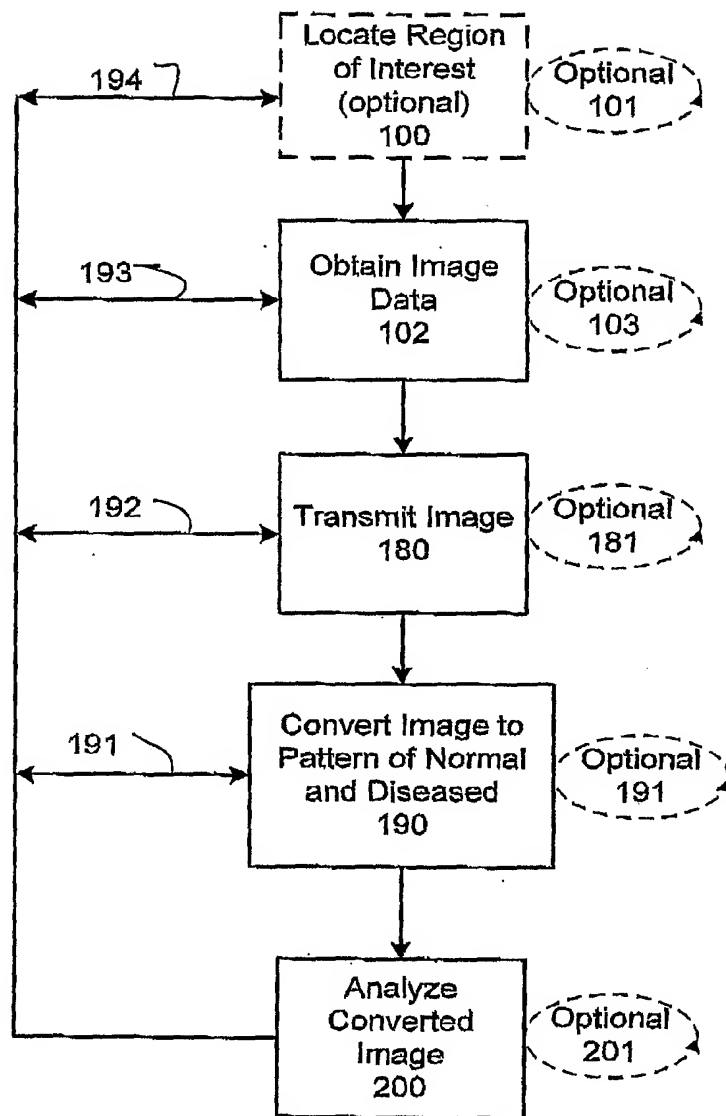 Locate Region
of Interest
(optional)
100
Optional
101
194
Obtain Image
Data
102
Optional
103
193
Transmit Image
180
Optional
181
192
Convert Image to
Pattern of Normal
and Diseased
190
Optional
191
191
Analyze
Converted
Image
200
Optional
201